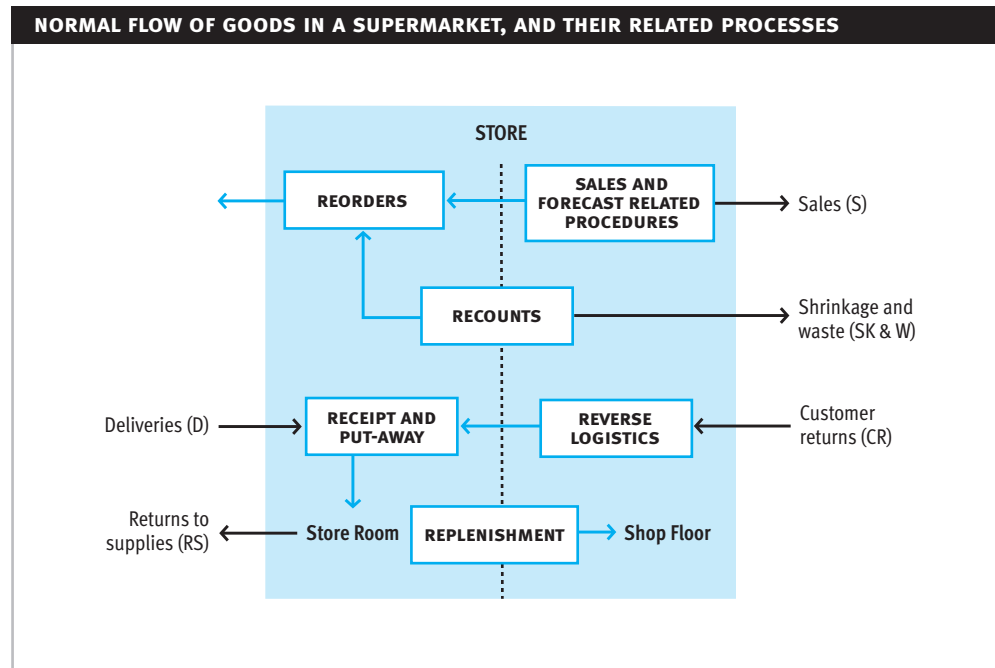 NORMAL FLOW OF GOODS IN A SUPERMARKET, AND THEIR RELATED PROCESSES
STORE
REORDERS
SALES AND
FORECAST RELATED
PROCEDURES
Sales (S)
RECOUNTS
Shrinkage and
waste (SK & W)
Deliveries (D)
RECEIPT AND
PUT-AWAY
REVERSE
LOGISTICS
Customer
returns (CR)
Returns to
supplies (RS)
Store Room
REPLENISHMENT
Shop Floor